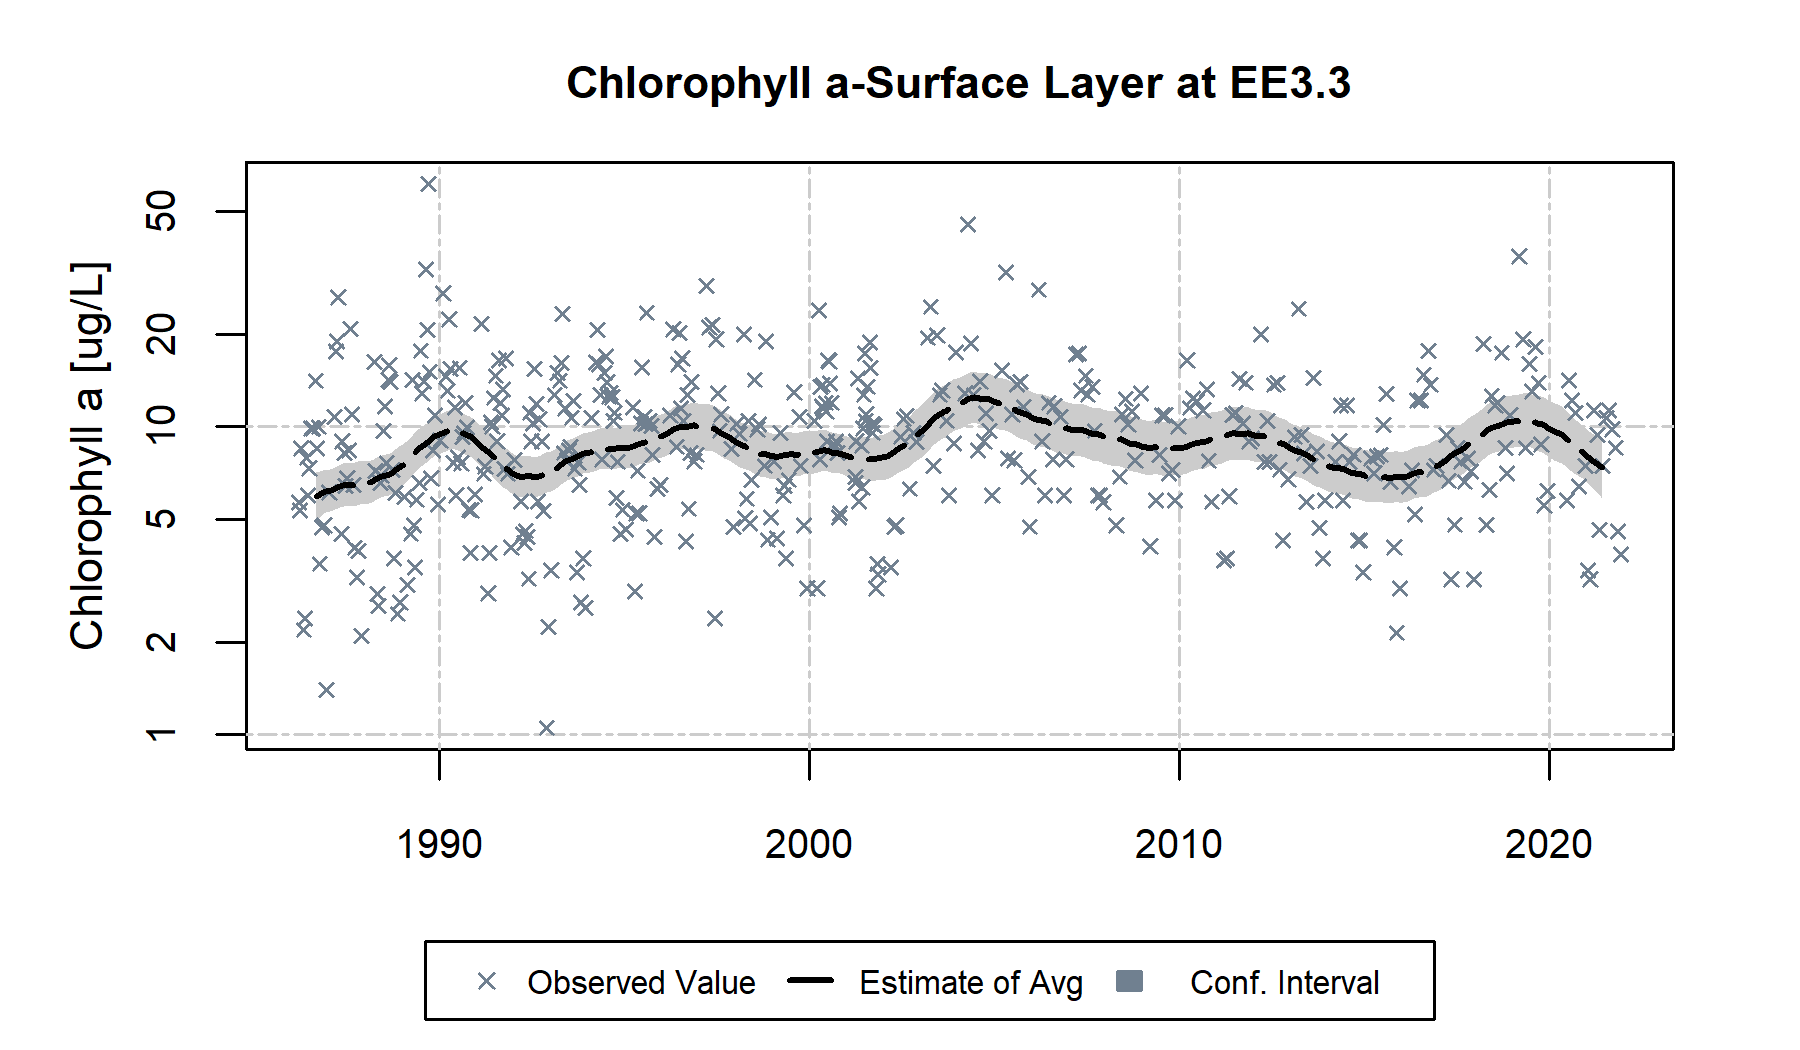 Chlorophyll a-Surface Layer at EE3.3
Chlorophyll a [ug/L]
50
20
10
5
2
1
1990 2000 2010 2020
Observed Value Estimate of Avg Conf. Interval